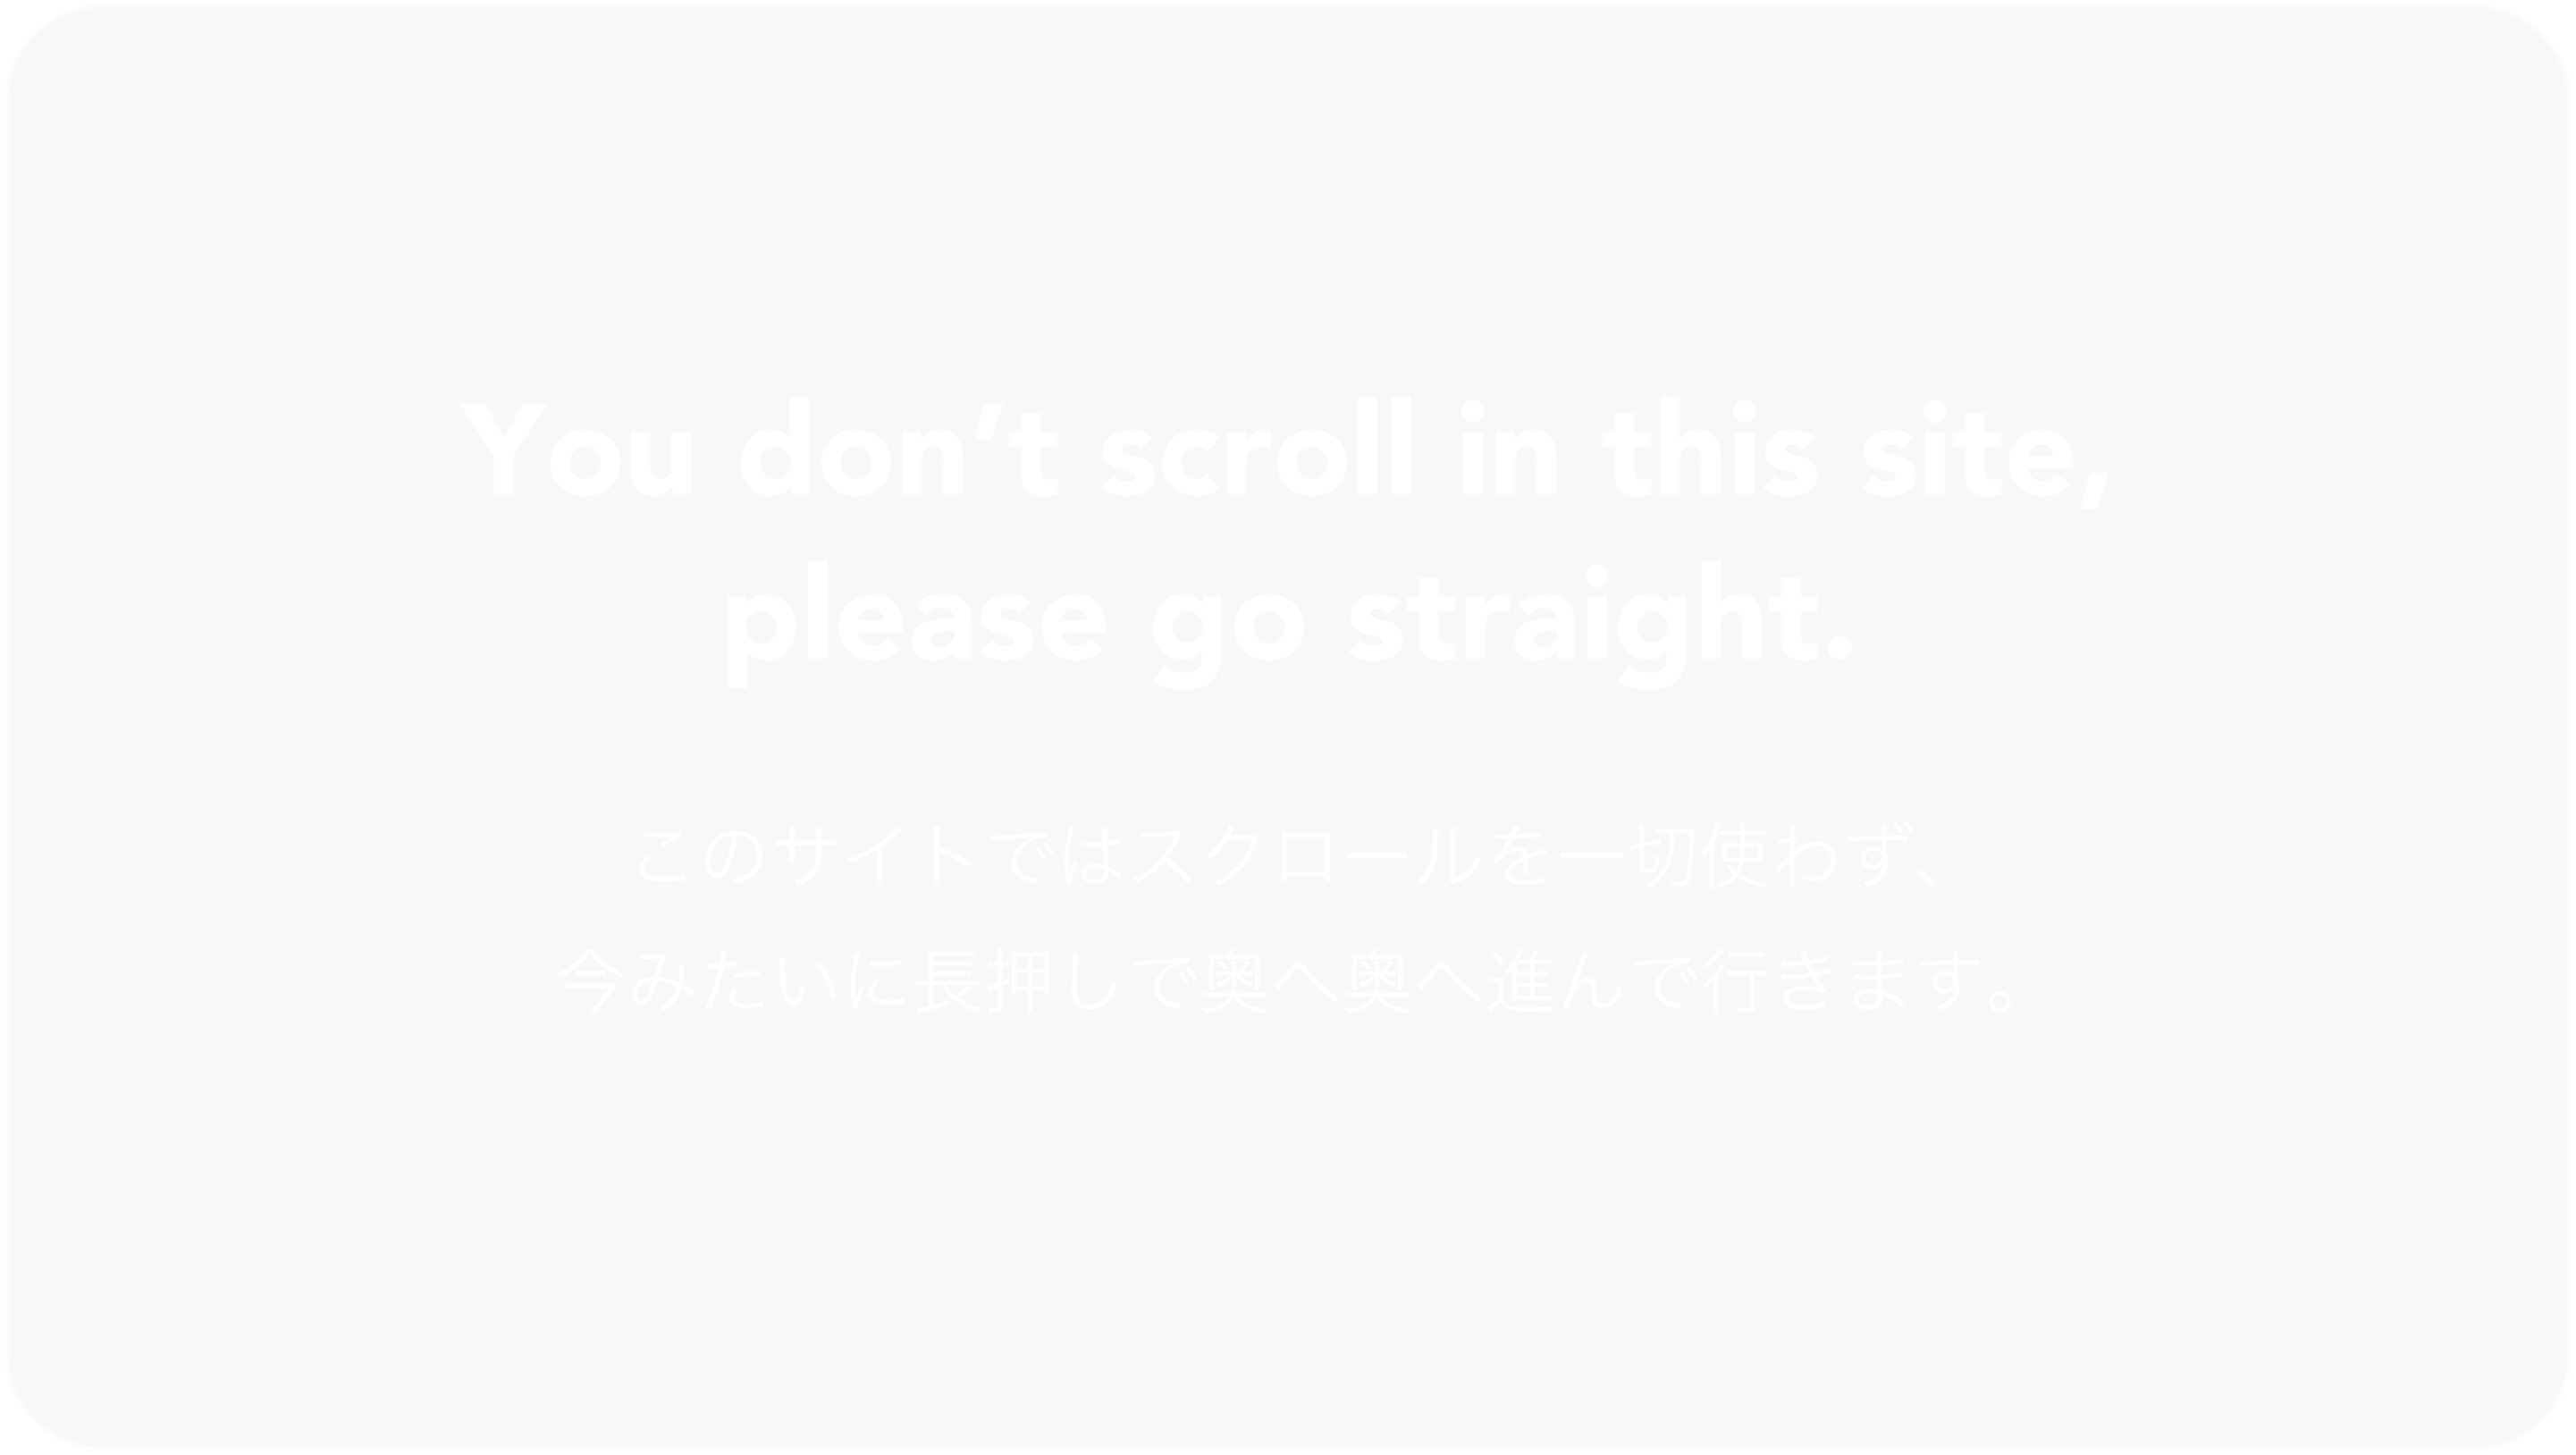 You don’t scroll in this site,
please go straight.
このサイトではスクロールを一切使わず、
今みたいに長押しで奥へ奥へ進んで行きます。